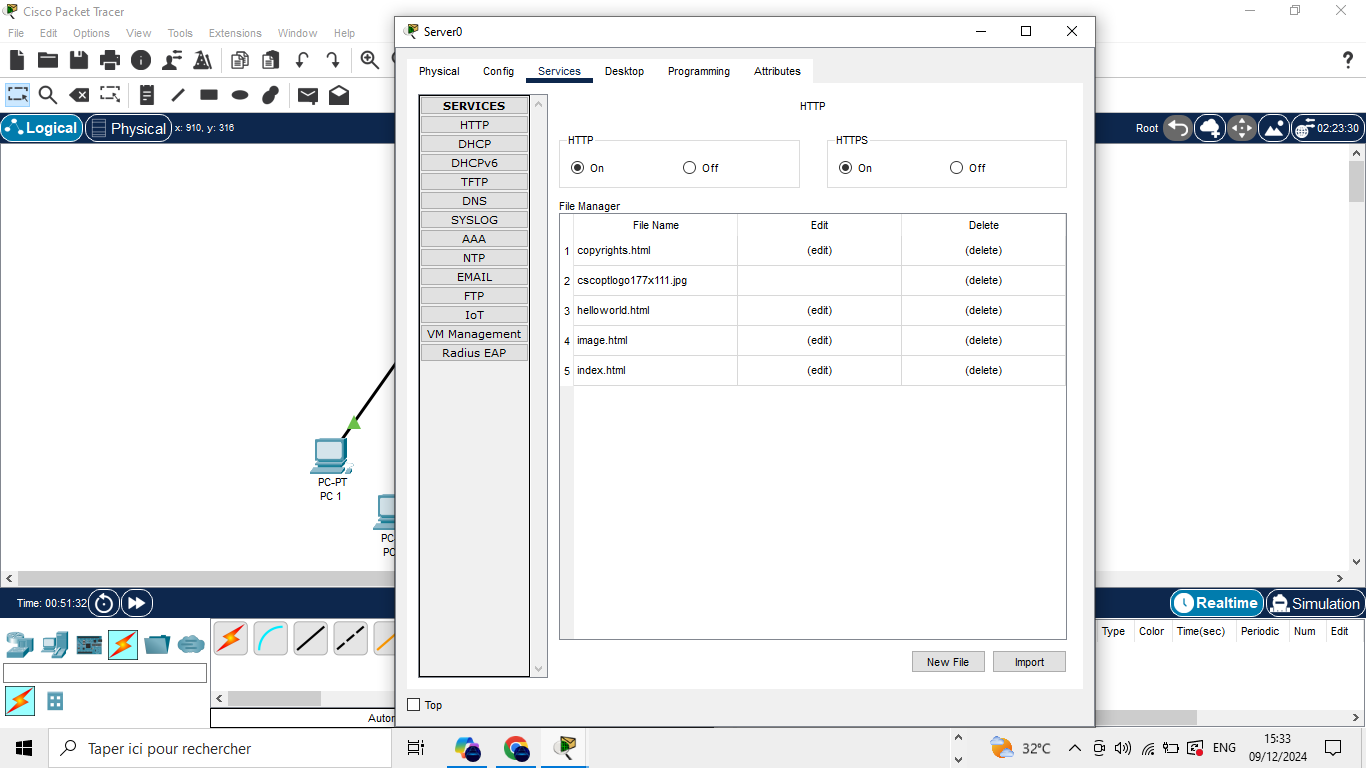 Cisco Packet Tracer
File Edit Options View Tools Extensions Window Help
Logical Physical x: 910, y: 316
Root 02:23:30
PC-PT
PC 1
PC
PC
Server0
Physical Config Services Desktop Programming Attributes
SERVICES
HTTP
DHCP
DHCPv6
TFTP
DNS
SYSLOG
AAA
NTP
EMAIL
FTP
IoT
VM Management
Radius EAP
HTTP
HTTP
On Off
HTTPS
On Off
File Manager
File Name Edit Delete
1 copyrights.html (edit) (delete)
2 cscoptlogo177x111.jpg (delete)
3 helloworld.html (edit) (delete)
4 image.html (edit) (delete)
5 index.html (edit) (delete)
New File Import
Top
Time: 00:51:32
Realtime Simulation
Type Color Time(sec) Periodic Num Edit
Autor
Taper ici pour rechercher
32°C
ENG
15:33
09/12/2024